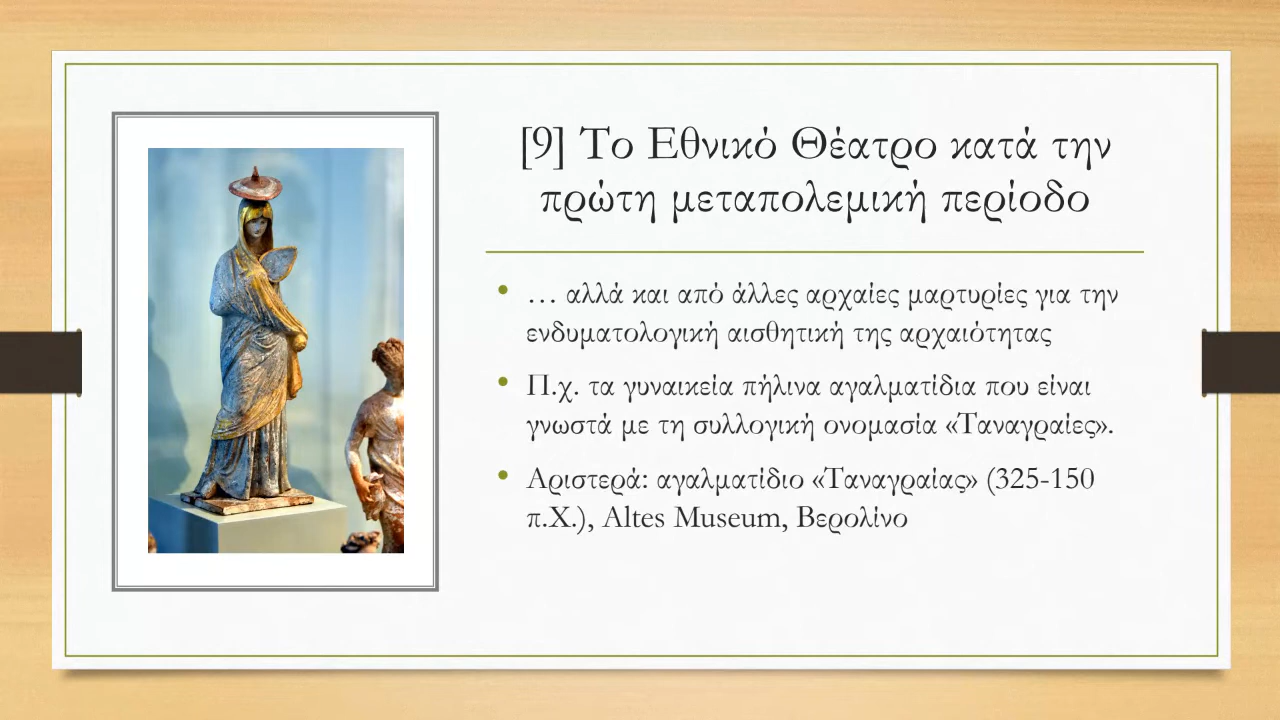 [9] Το Εθνικό Θέατρο κατά την
πρώτη μεταπολεμική περίοδο
• … αλλά και από άλλες αρχαίες μαρτυρίες για την
ενδυματολογική αισθητική της αρχαιότητας
• Π.χ. τα γυναικεία πήλινα αγαλματίδια που είναι
γνωστά με τη συλλογική ονομασία «Ταναγραίες».
• Αριστερά: αγαλματίδιο «Ταναγραίας» (325-150
π.Χ.), Altes Museum, Βερολίνο